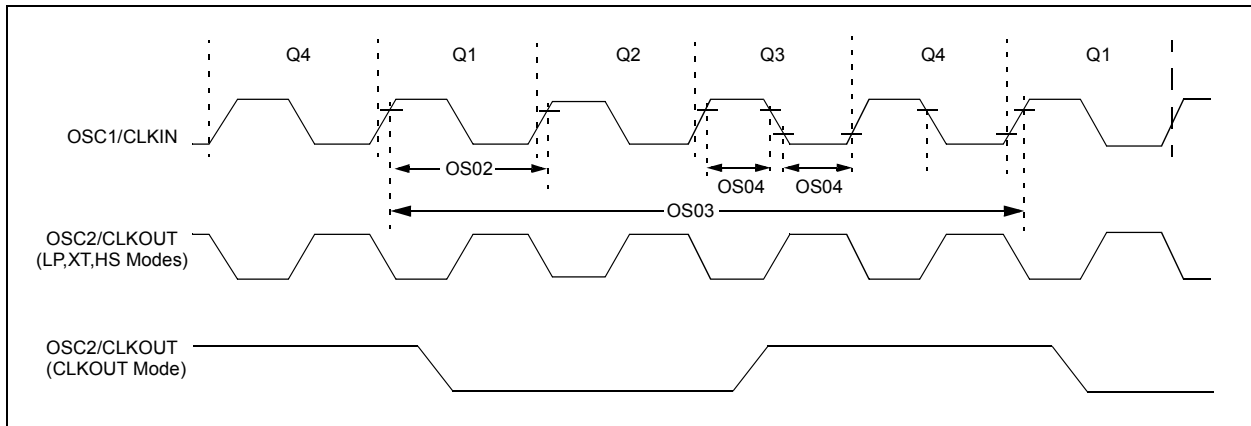 Q4 Q1 Q2 Q3 Q4 Q1
OSC1/CLKIN
OS02
OS04 OS04
OS03
OSC2/CLKOUT
(LP,XT,HS Modes)
OSC2/CLKOUT
(CLKOUT Mode)